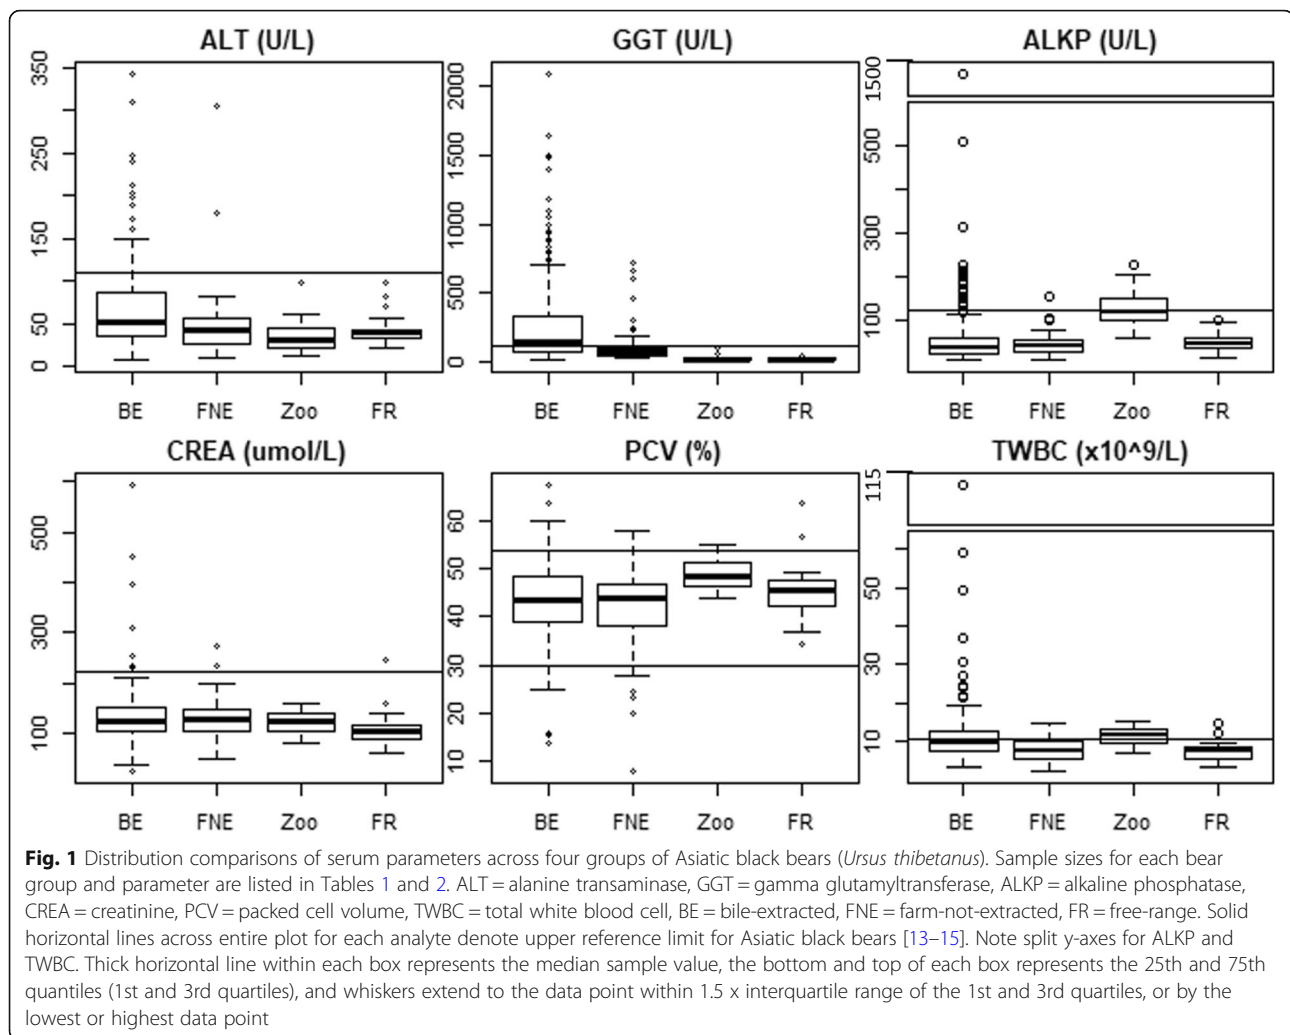 ALT (U/L)
GGT (U/L)
ALKP (U/L)
350
250
150
50
0
BE FNE Zoo FR
2000
1500
1000
500
0
BE FNE Zoo FR
1500
500
300
100
BE FNE Zoo FR
CREA (umol/L)
PCV (%)
TWBC (x10^9/L)
500
300
100
BE FNE Zoo FR
60
50
40
30
20
10
BE FNE Zoo FR
115
50
30
10
BE FNE Zoo FR
Fig. 1 Distribution comparisons of serum parameters across four groups of Asiatic black bears (Ursus thibetanus). Sample sizes for each bear
group and parameter are listed in Tables 1 and 2. ALT = alanine transaminase, GGT = gamma glutamyltransferase, ALKP = alkaline phosphatase,
CREA = creatinine, PCV = packed cell volume, TWBC = total white blood cell, BE = bile-extracted, FNE = farm-not-extracted, FR = free-range. Solid
horizontal lines across entire plot for each analyte denote upper reference limit for Asiatic black bears [13–15]. Note split y-axes for ALKP and
TWBC. Thick horizontal line within each box represents the median sample value, the bottom and top of each box represents the 25th and 75th
quantiles (1st and 3rd quartiles), and whiskers extend to the data point within 1.5 x interquartile range of the 1st and 3rd quartiles, or by the
lowest or highest data point